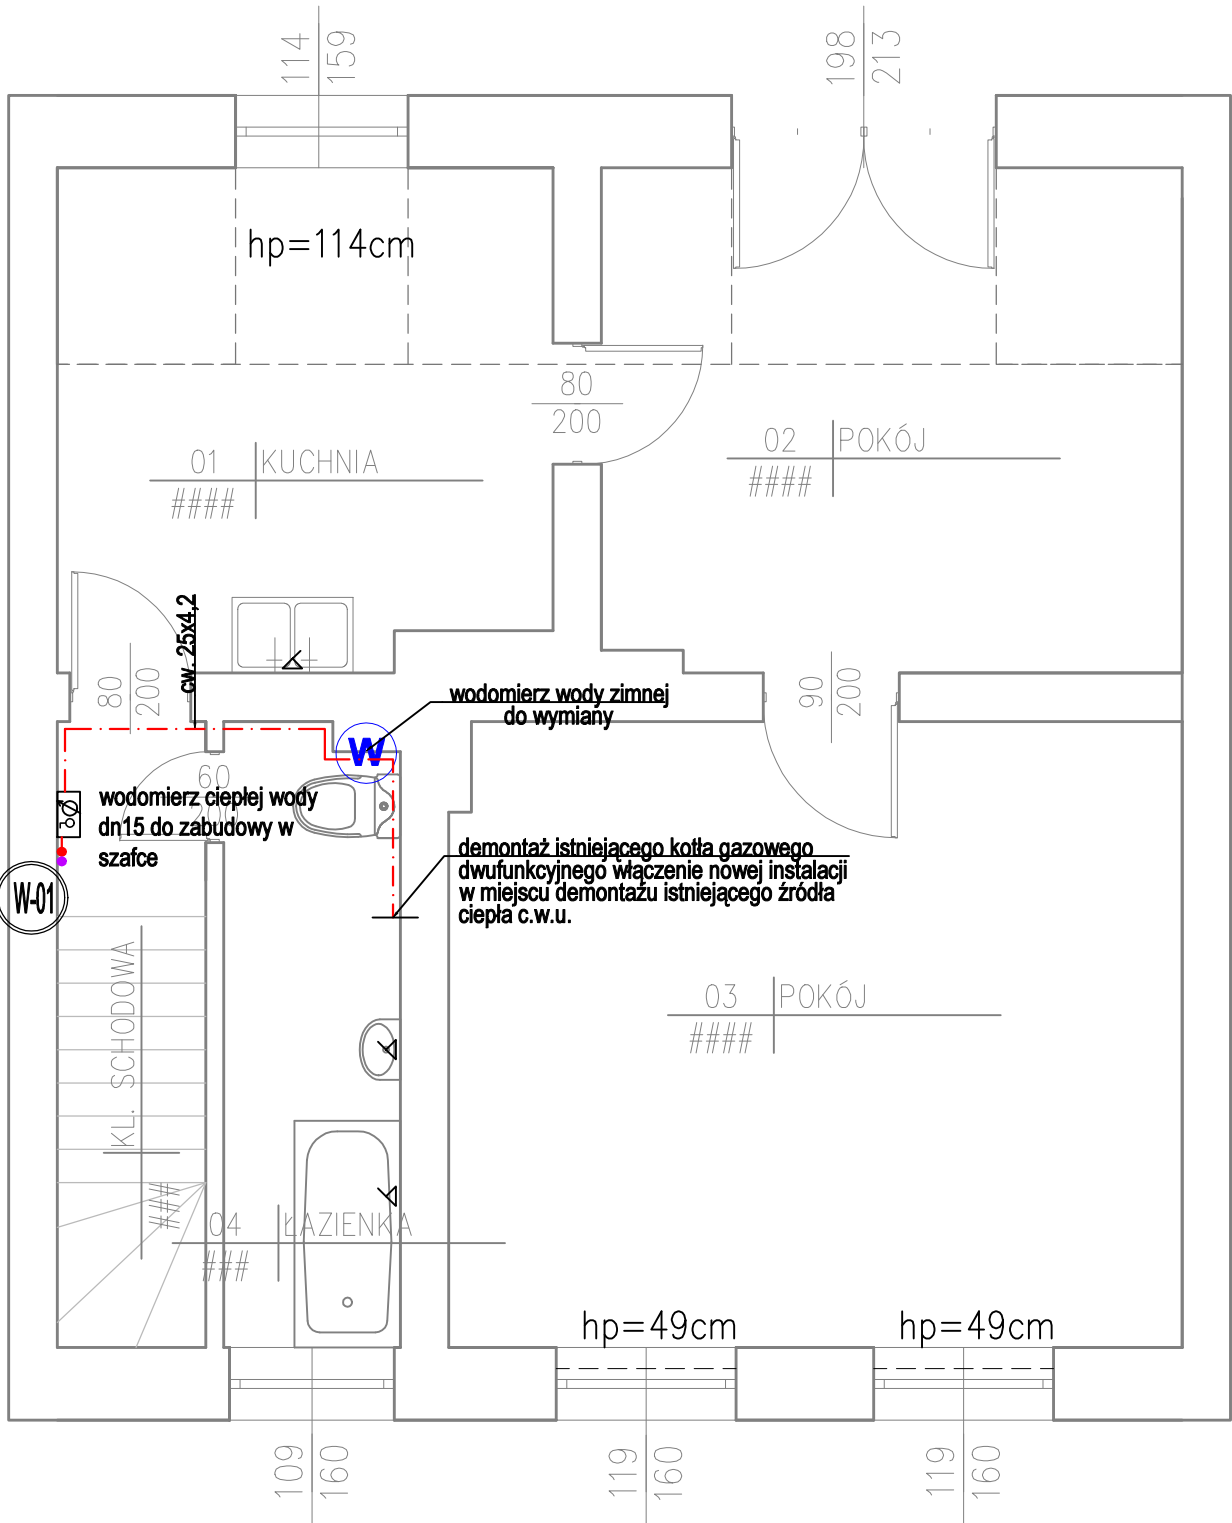 114
159
198
213
hp=114cm
80
200
01 KUCHNIA
####
02 POKÓJ
####
cw. 25x4,2
80
200
90
200
wodomierz wody zimnej
do wymiany
W
60
wodomierz ciepłej wody
dn15 do zabudowy w
szafce
demontaż istniejącego kotła gazowego
dwufunkcyjnego włączenie nowej instalacji
w miejscu demontażu istniejącego źródła
ciepła c.w.u.
W-01
KL. SCHODOWA
###
03 POKÓJ
####
04 ŁAZIENKA
###
hp=49cm
hp=49cm
109
160
119
160
119
160